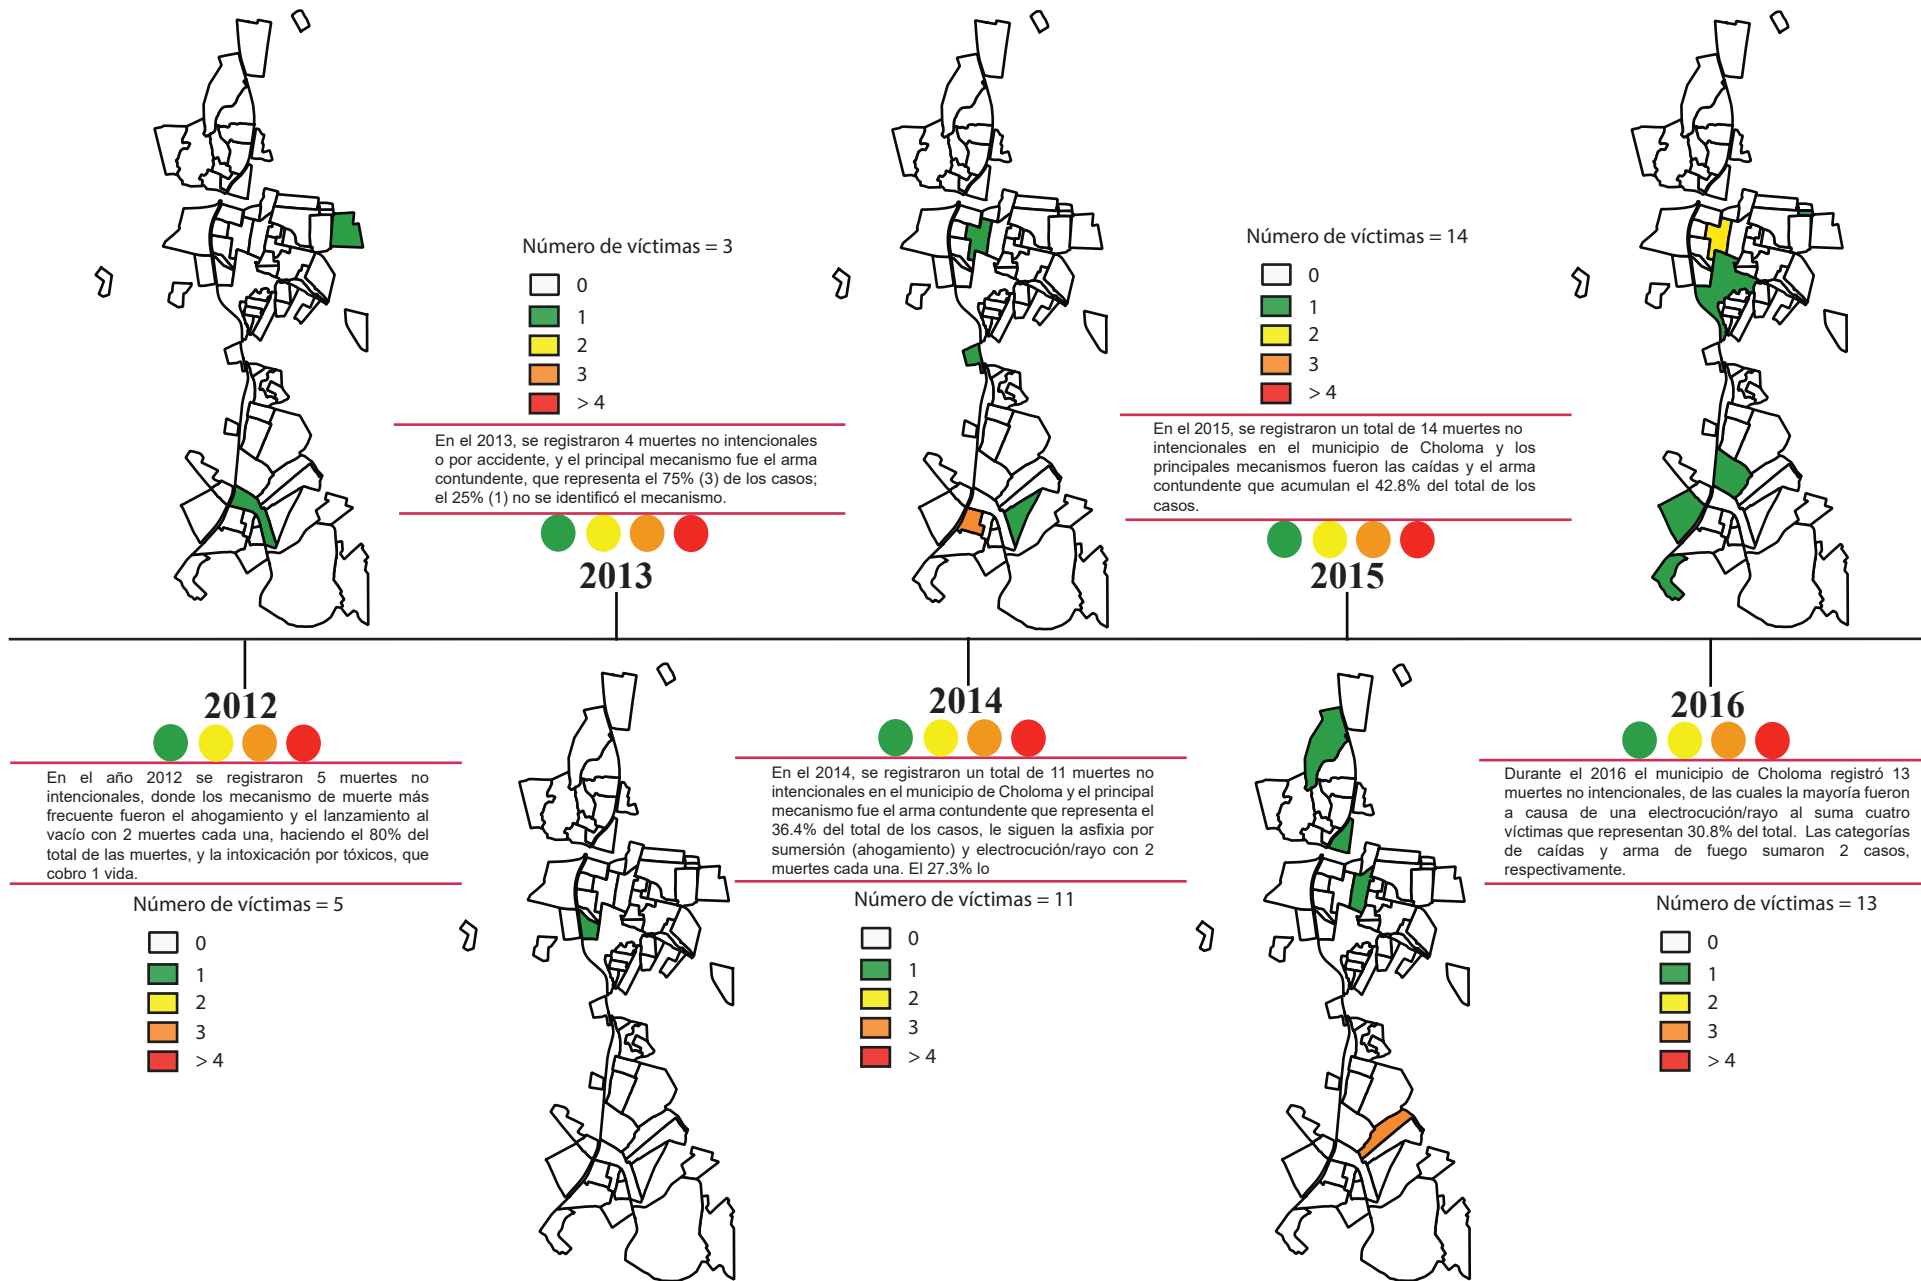 Número de víctimas = 3
0
1
2
3
> 4
En el 2013, se registraron 4 muertes no intencionales
o por accidente, y el principal mecanismo fue el arma
contundente, que representa el 75% (3) de los casos;
el 25% (1) no se identificó el mecanismo.
2013
Número de víctimas = 14
0
1
2
3
> 4
En el 2015, se registraron un total de 14 muertes no
intencionales en el municipio de Choloma y los
principales mecanismos fueron las caídas y el arma
contundente que acumulan el 42.8% del total de los
casos.
2015
2012
En el año 2012 se registraron 5 muertes no
intencionales, donde los mecanismo de muerte más
frecuente fueron el ahogamiento y el lanzamiento al
vacío con 2 muertes cada una, haciendo el 80% del
total de las muertes, y la intoxicación por tóxicos, que
cobro 1 vida.
Número de víctimas = 5
0
1
2
3
> 4
2014
En el 2014, se registraron un total de 11 muertes no
intencionales en el municipio de Choloma y el principal
mecanismo fue el arma contundente que representa el
36.4% del total de los casos, le siguen la asfixia por
sumersión (ahogamiento) y electrocución/rayo con 2
muertes cada una. El 27.3% lo
Número de víctimas = 11
0
1
2
3
> 4
2016
Durante el 2016 el municipio de Choloma registró 13
muertes no intencionales, de las cuales la mayoría fueron
a causa de una electrocución/rayo al suma cuatro
víctimas que representan 30.8% del total. Las categorías
de caídas y arma de fuego sumaron 2 casos,
respectivamente.
Número de víctimas = 13
0
1
2
3
> 4